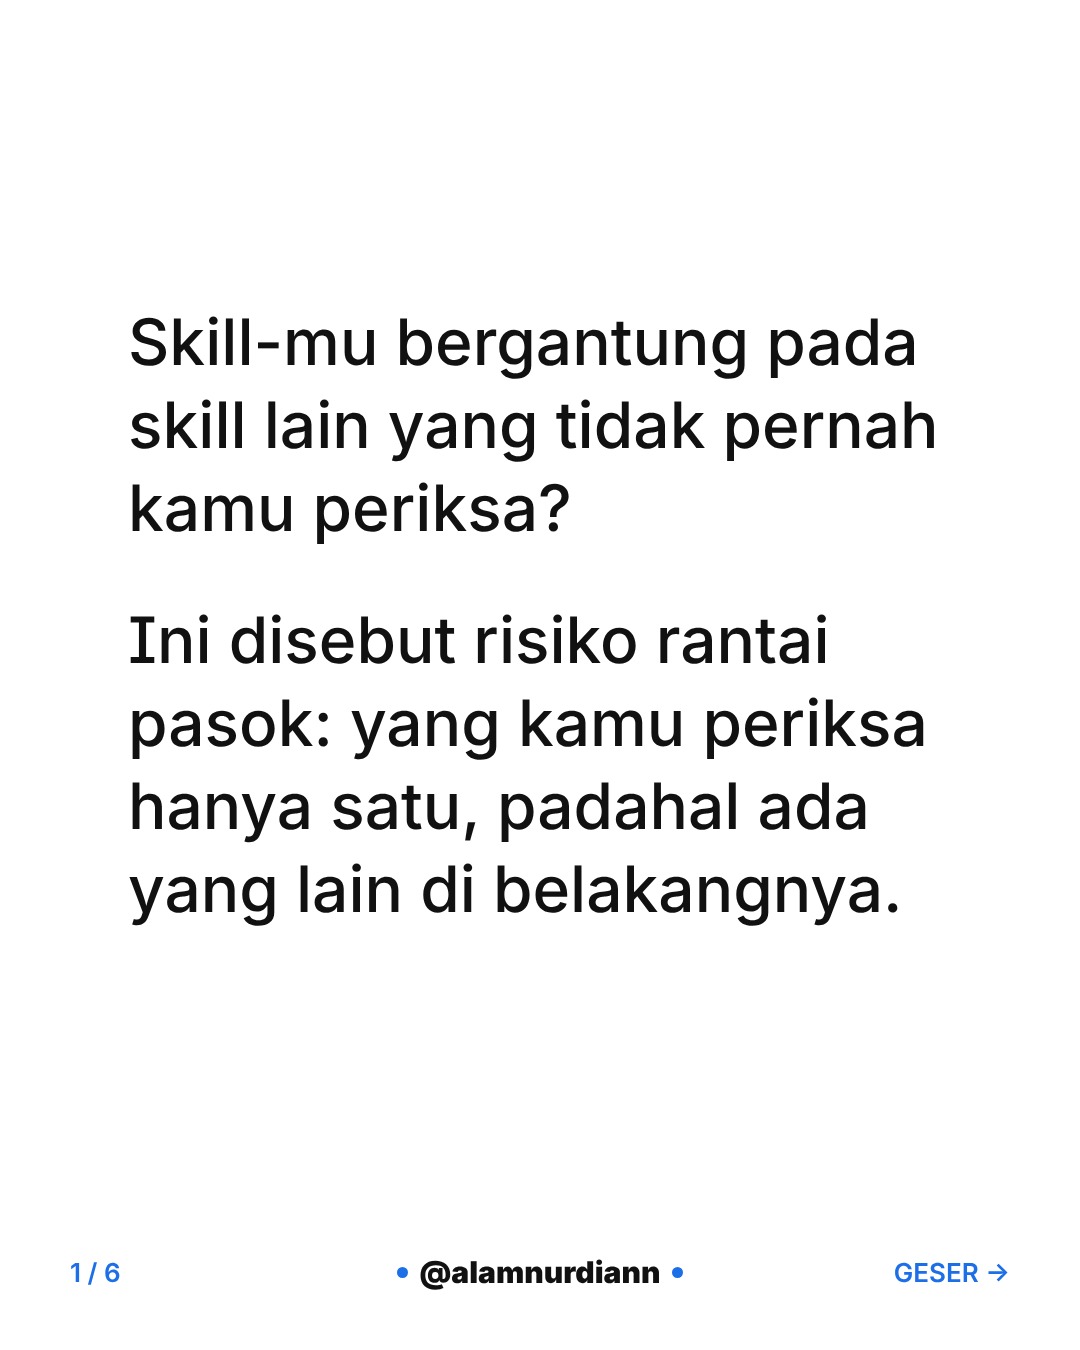 Skill-mu bergantung pada
skill lain yang tidak pernah
kamu periksa?
Ini disebut risiko rantai
pasok: yang kamu periksa
hanya satu, padahal ada
yang lain di belakangnya.
1 / 6
• @alamnurdiann •
GESER →